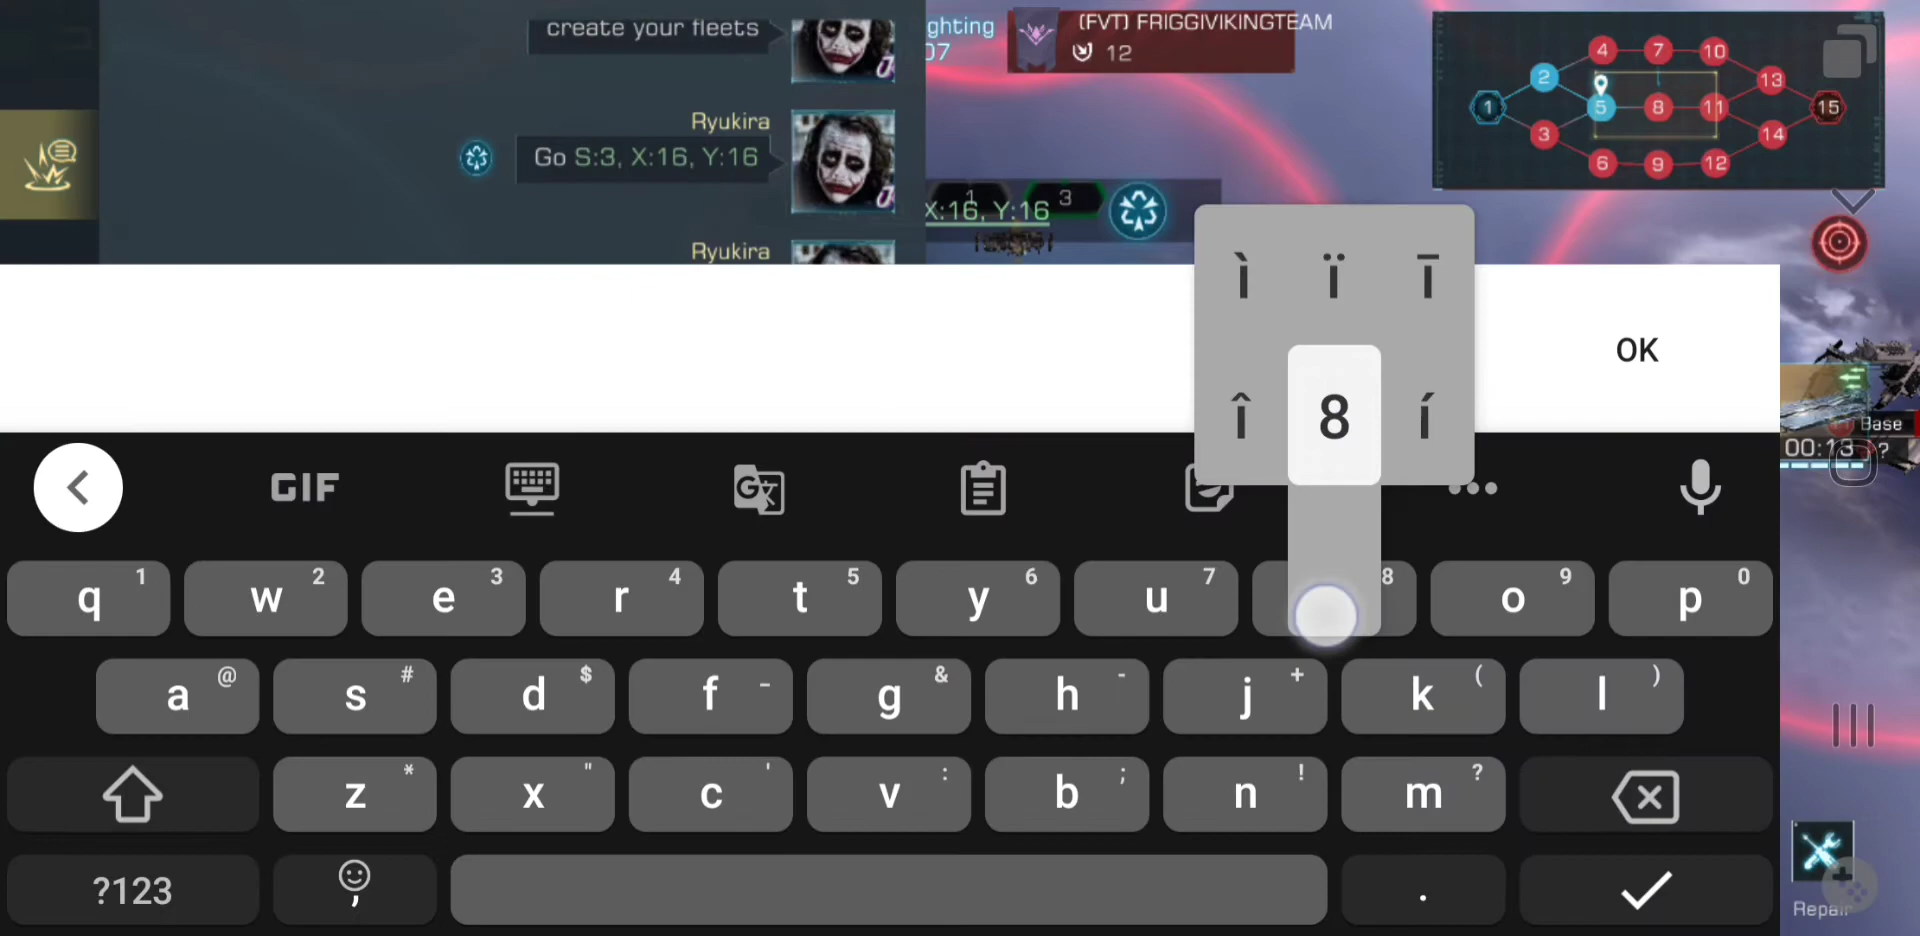 create your fleets
Ryukira
Go S:3, X:16, Y:16
Ryukira
ghting
07
(FVT) FRIGGIVIKINGTEAM
12
1 3
X:16, Y:16
4 7 10
2 13
1 5 8 11 15
3 14
6 9 12
ì ï ī
î 8 í
OK
Base
00:13 ?
GIF
q 1 w 2 e 3 r 4 t 5 y 6 u 7 8 o 9 p 0
a @ s # d $ f _ g & h - j + k ( l )
z * x " c ' v : b ; n ! m ?
?123 , .
Repair